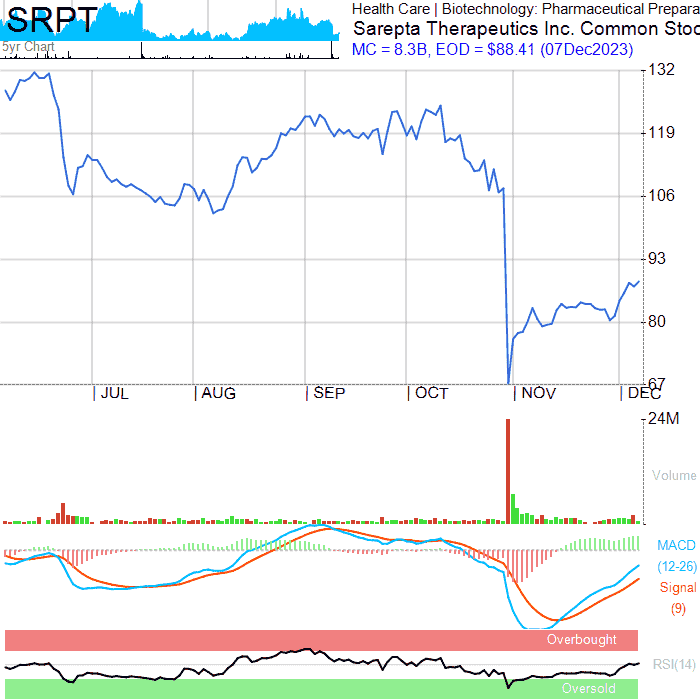 SRPT
5yr Chart
Health Care | Biotechnology: Pharmaceutical Prepara
Sarepta Therapeutics Inc. Common Stoc
MC = 8.3B, EOD = $88.41 (07Dec2023)
132
119
106
93
80
67
JUL
AUG
SEP
OCT
NOV
DEC
24M
Volume
MACD
(12-26)
Signal
(9)
Overbought
RSI(14)
Oversold